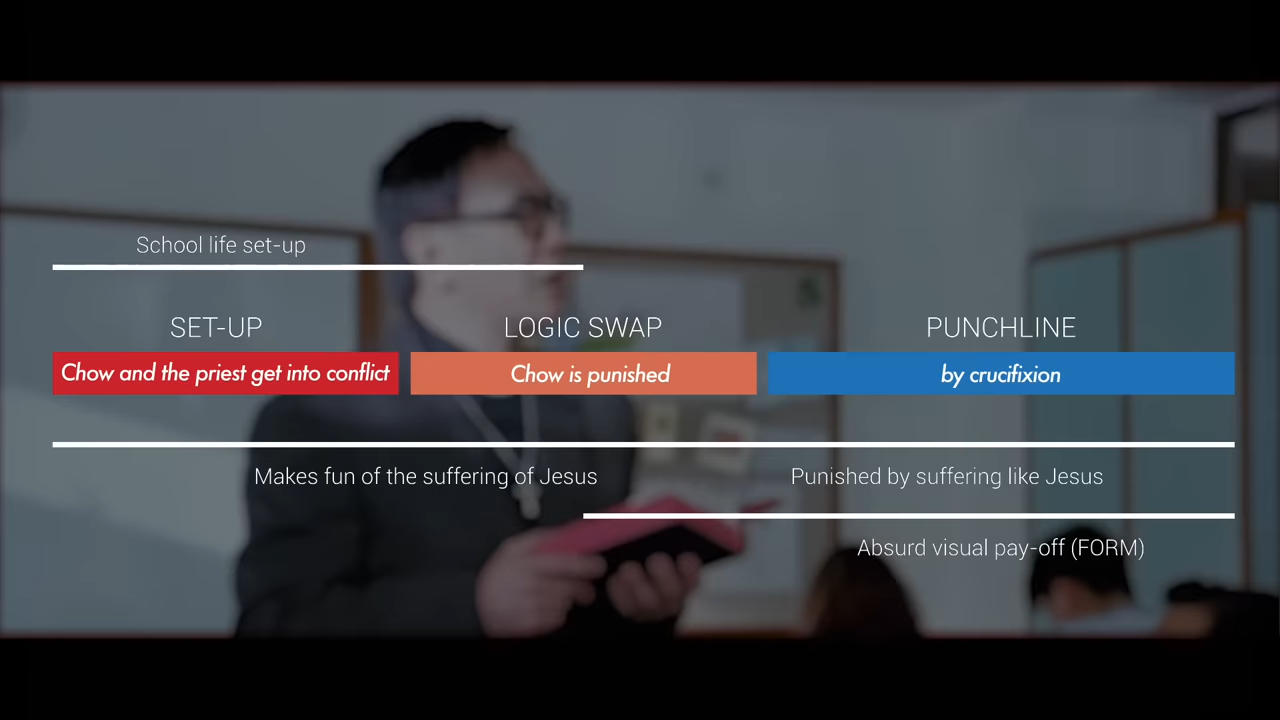 School life set-up
SET-UP
LOGIC SWAP
PUNCHLINE
Chow and the priest get into conflict
Chow is punished
by crucifixion
Makes fun of the suffering of Jesus
Punished by suffering like Jesus
Absurd visual pay-off (FORM)